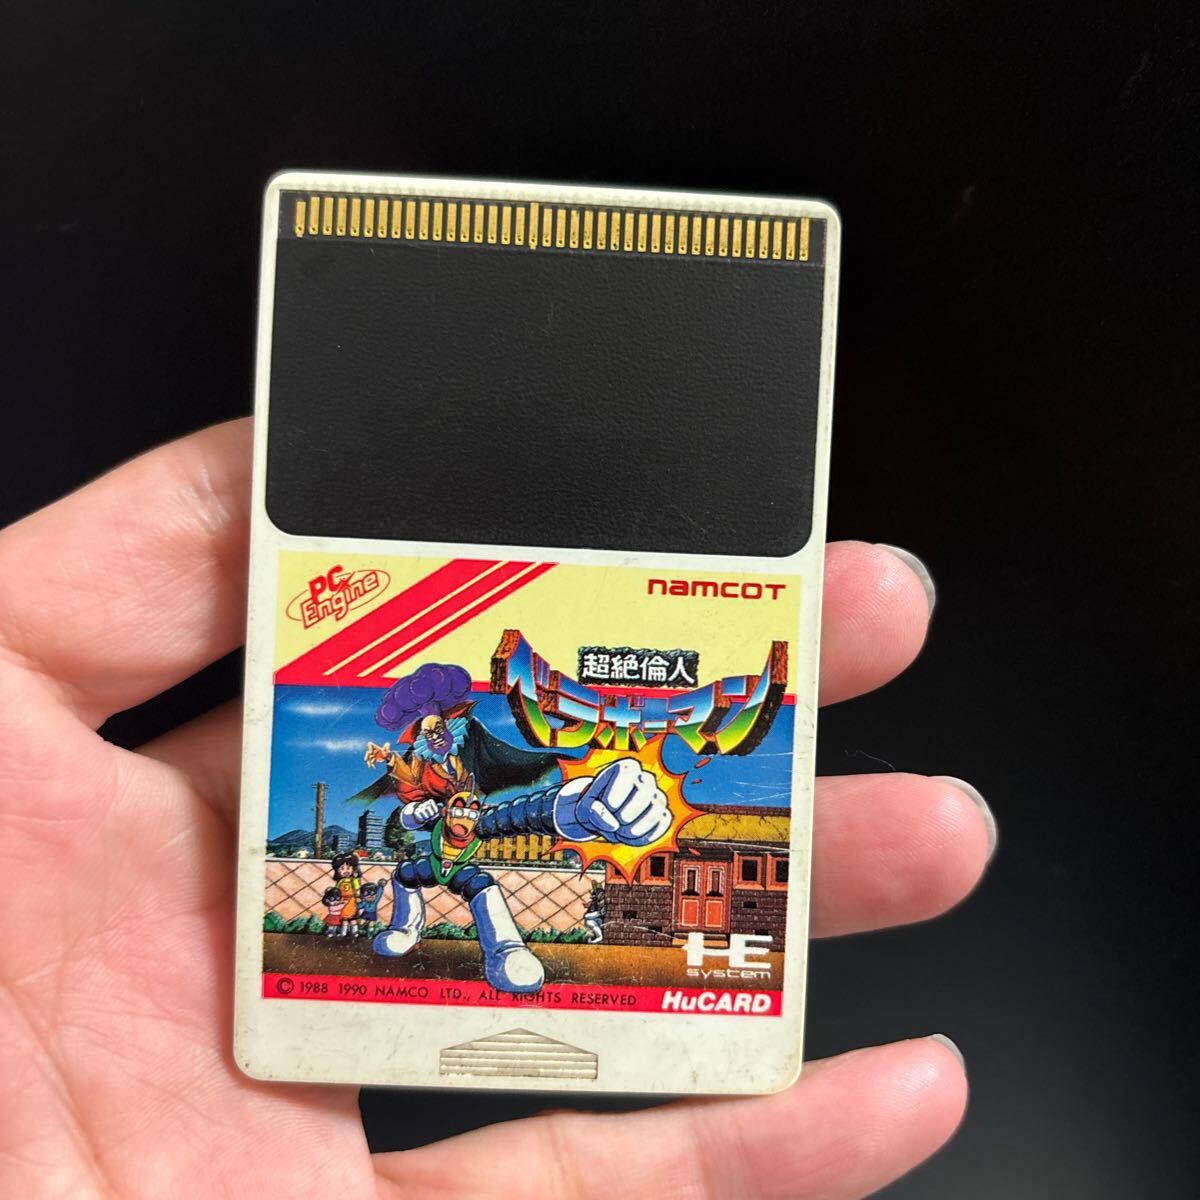 PC Engine
namcot
超絶倫人
ベラボーマン
HE system
© 1988 1990 NAMCO LTD., ALL RIGHTS RESERVED
HuCARD